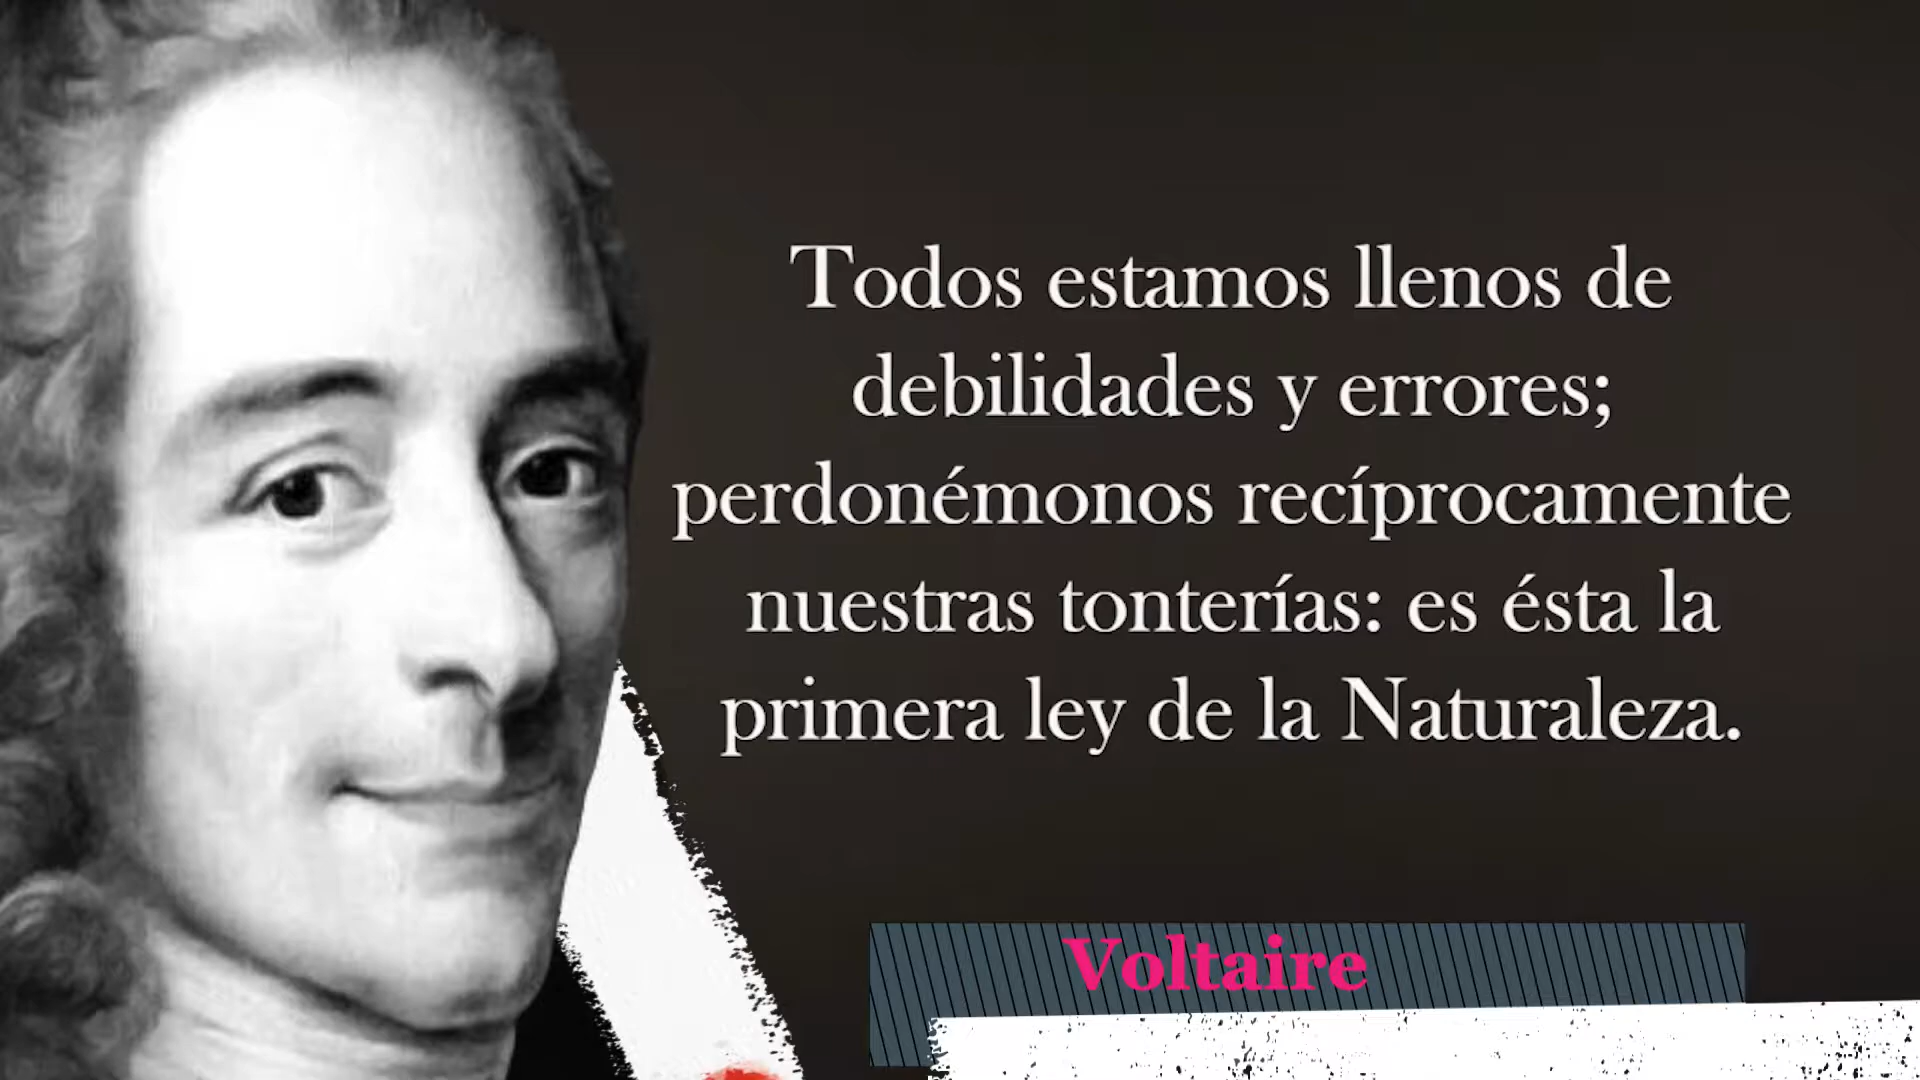 Todos estamos llenos de
debilidades y errores;
perdonémonos recíprocamente
nuestras tonterías: es ésta la
primera ley de la Naturaleza.
Voltaire